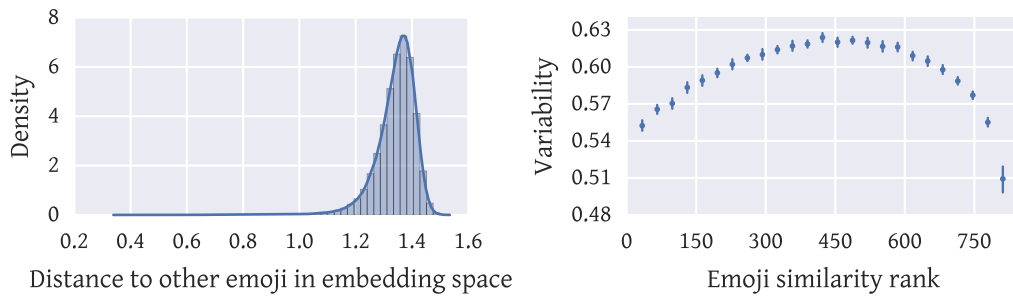 8
6
4
2
0
Density
0.2 0.4 0.6 0.8 1.0 1.2 1.4 1.6
Distance to other emoji in embedding space
0.63
0.60
0.57
0.54
0.51
0.48
Variability
0 150 300 450 600 750
Emoji similarity rank